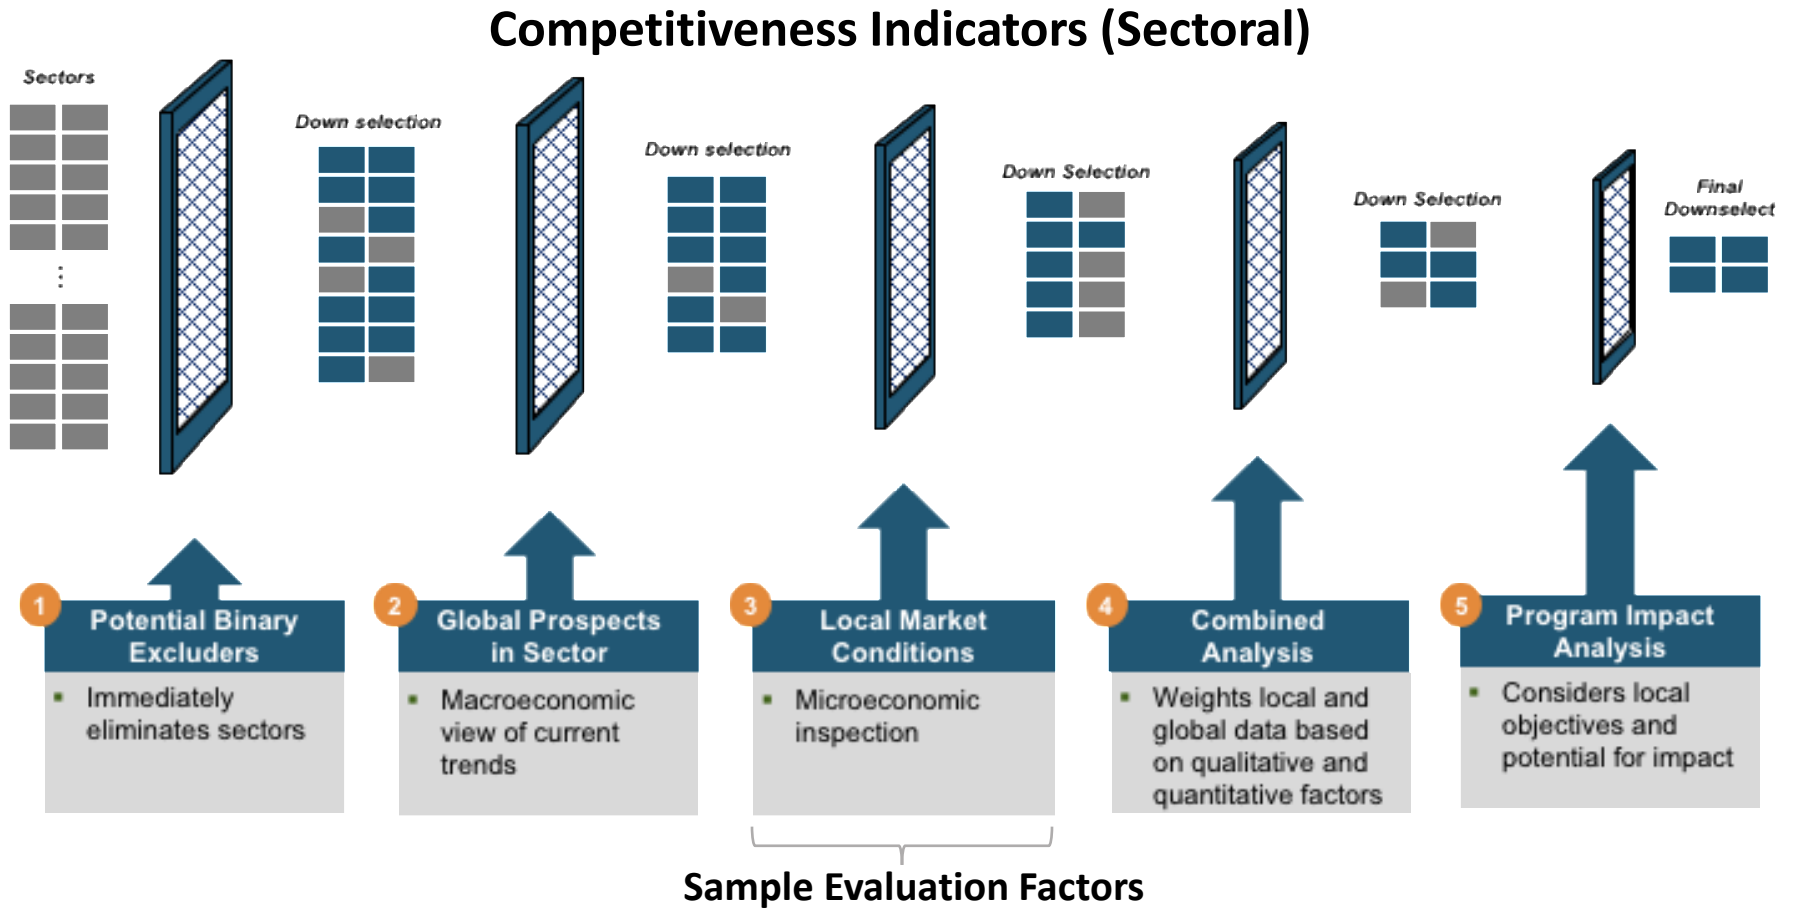 Competitiveness Indicators (Sectoral)
Sectors
Down selection
Down selection
Down Selection
Down Selection
Final
Downselect
1
Potential Binary
Excluders
▪ Immediately
eliminates sectors
2
Global Prospects
in Sector
▪ Macroeconomic
view of current
trends
3
Local Market
Conditions
▪ Microeconomic
inspection
4
Combined
Analysis
▪ Weights local and
global data based
on qualitative and
quantitative factors
5
Program Impact
Analysis
▪ Considers local
objectives and
potential for impact
Sample Evaluation Factors